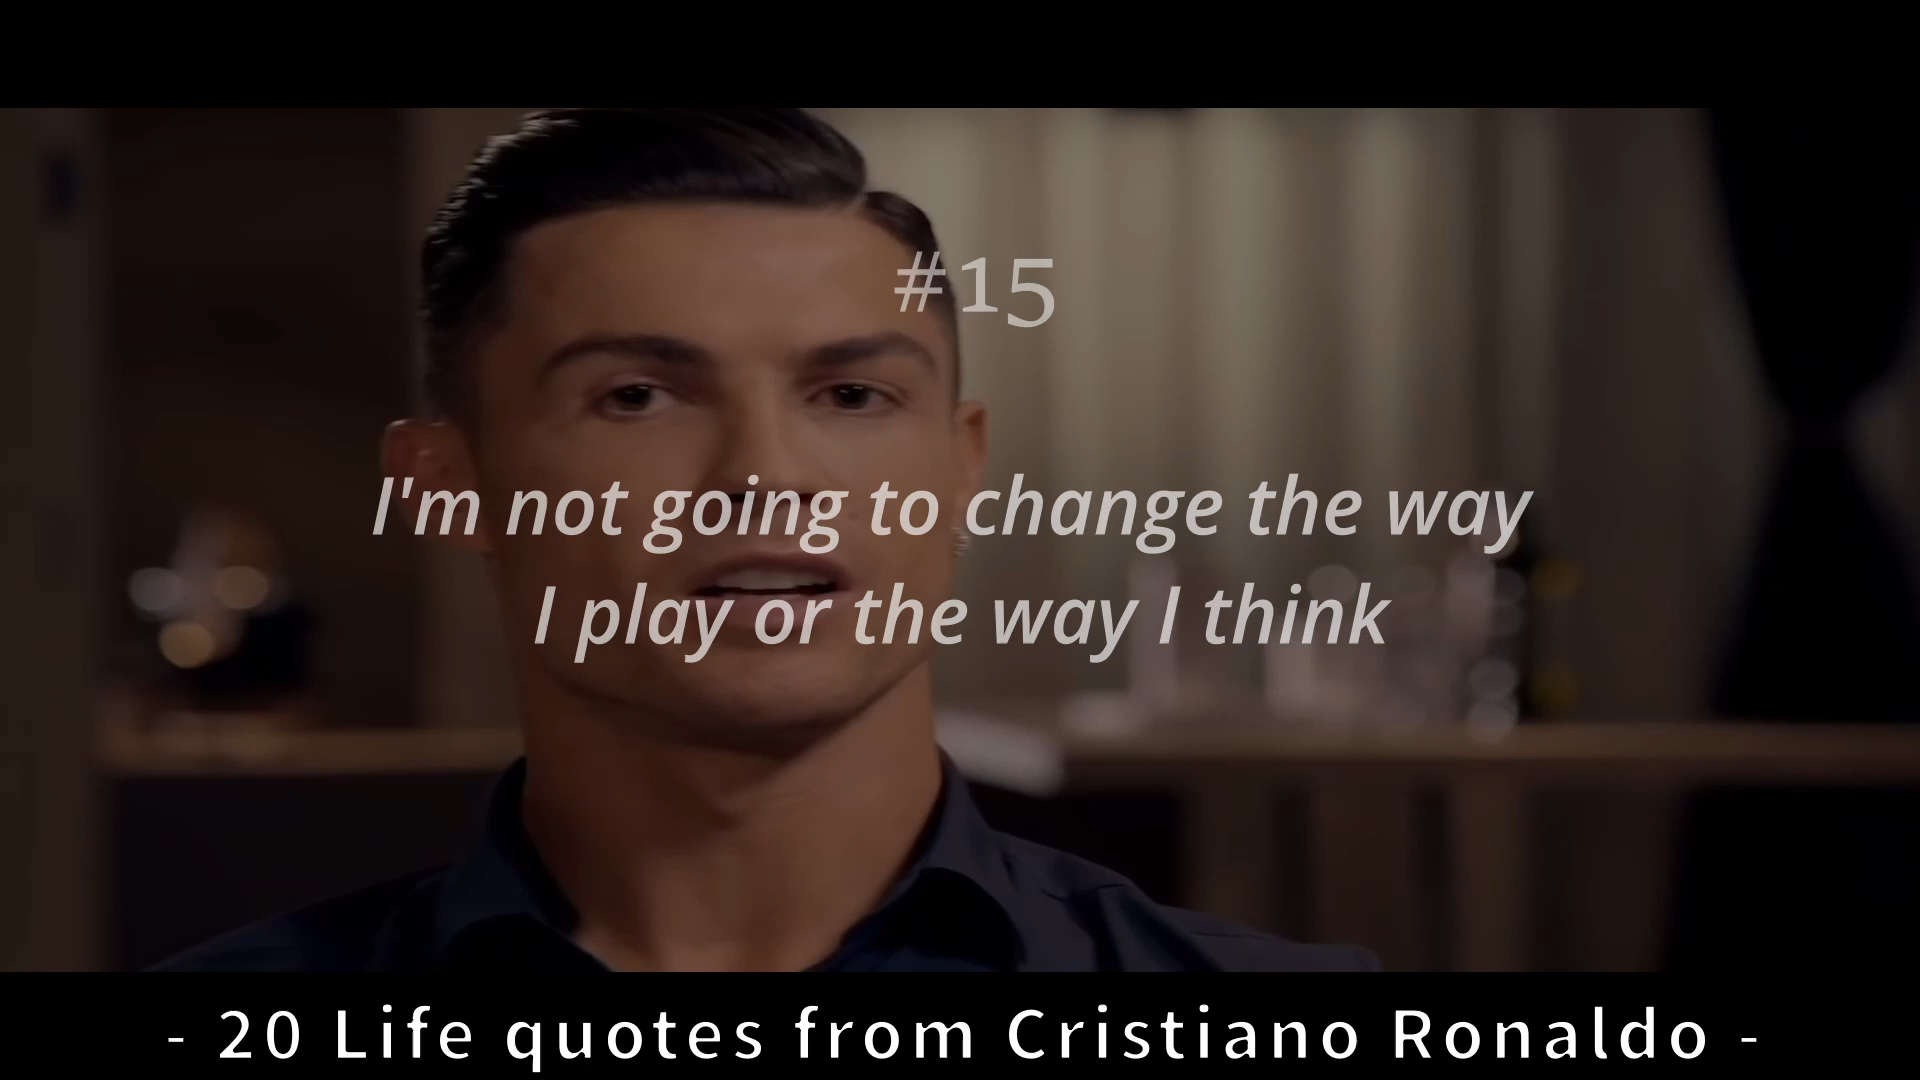 #15
I'm not going to change the way
I play or the way I think
- 20 Life quotes from Cristiano Ronaldo -